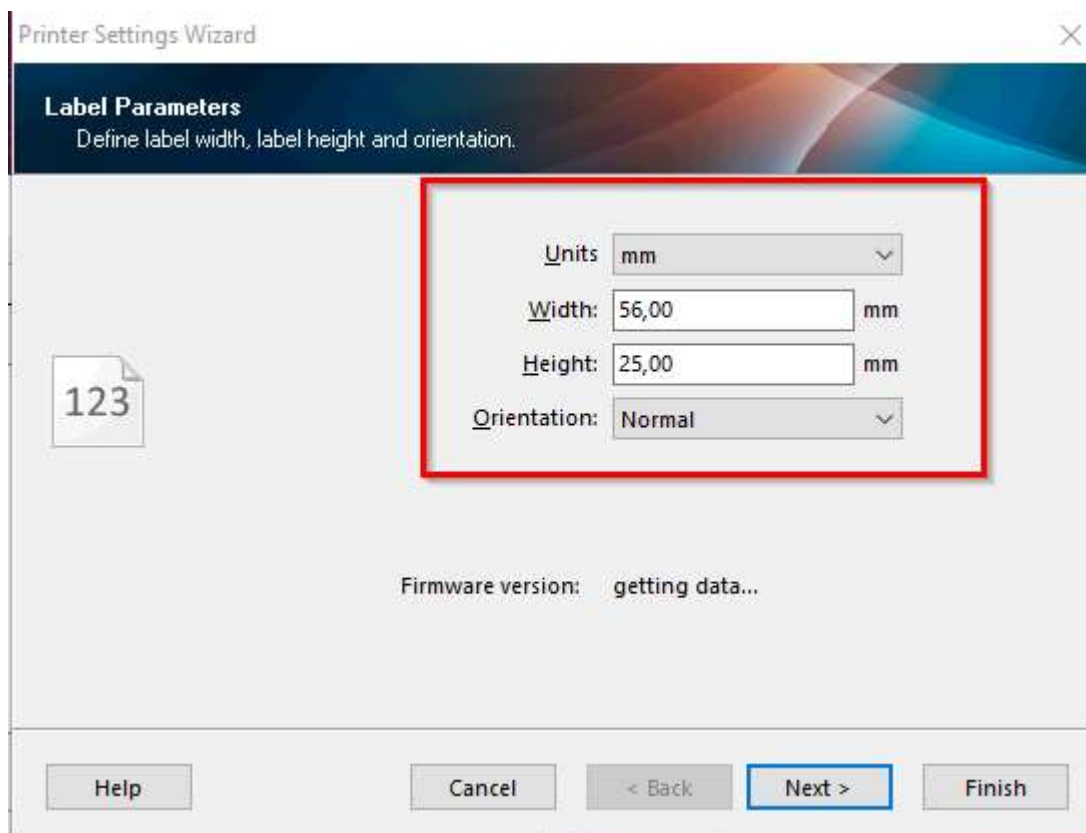 Printer Settings Wizard
Label Parameters
Define label width, label height and orientation.
Units mm
Width: 56,00 mm
Height: 25,00 mm
123
Orientation: Normal
Firmware version: getting data...
Help Cancel < Back Next > Finish